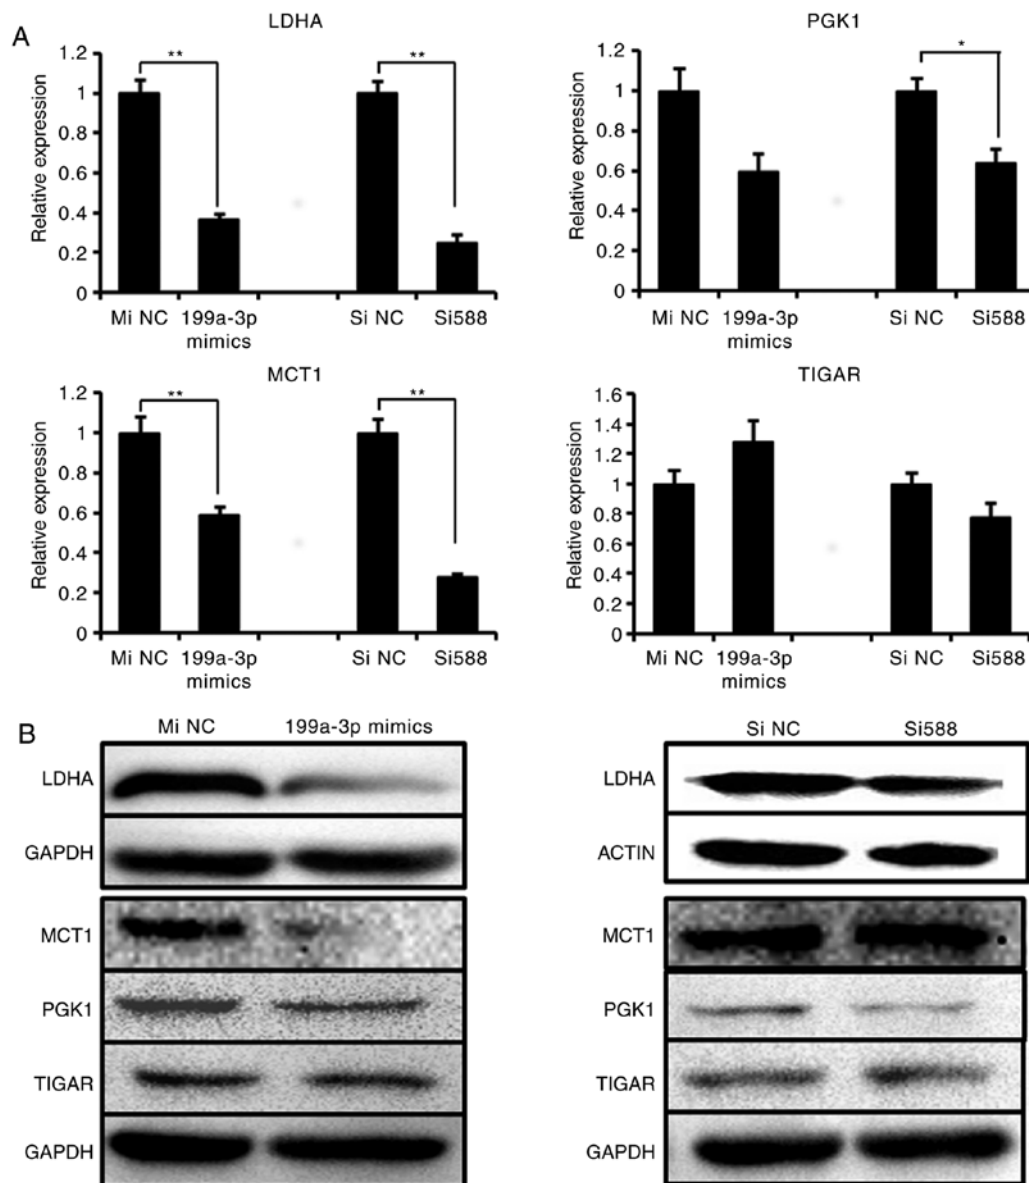 A
LDHA
Relative expression
1.2
1
0.8
0.6
0.4
0.2
0
**
**
Mi NC
199a-3p
mimics
Si NC
Si588
PGK1
Relative expression
1.2
1
0.8
0.6
0.4
0.2
0
*
Mi NC
199a-3p
mimics
Si NC
Si588
MCT1
Relative expression
1.2
1
0.8
0.6
0.4
0.2
0
**
**
Mi NC
199a-3p
mimics
Si NC
Si588
TIGAR
Relative expression
1.6
1.4
1.2
1
0.8
0.6
0.4
0.2
0
Mi NC
199a-3p
mimics
Si NC
Si588
B
Mi NC 199a-3p mimics
LDHA
GAPDH
MCT1
PGK1
TIGAR
GAPDH
Si NC Si588
LDHA
ACTIN
MCT1
PGK1
TIGAR
GAPDH